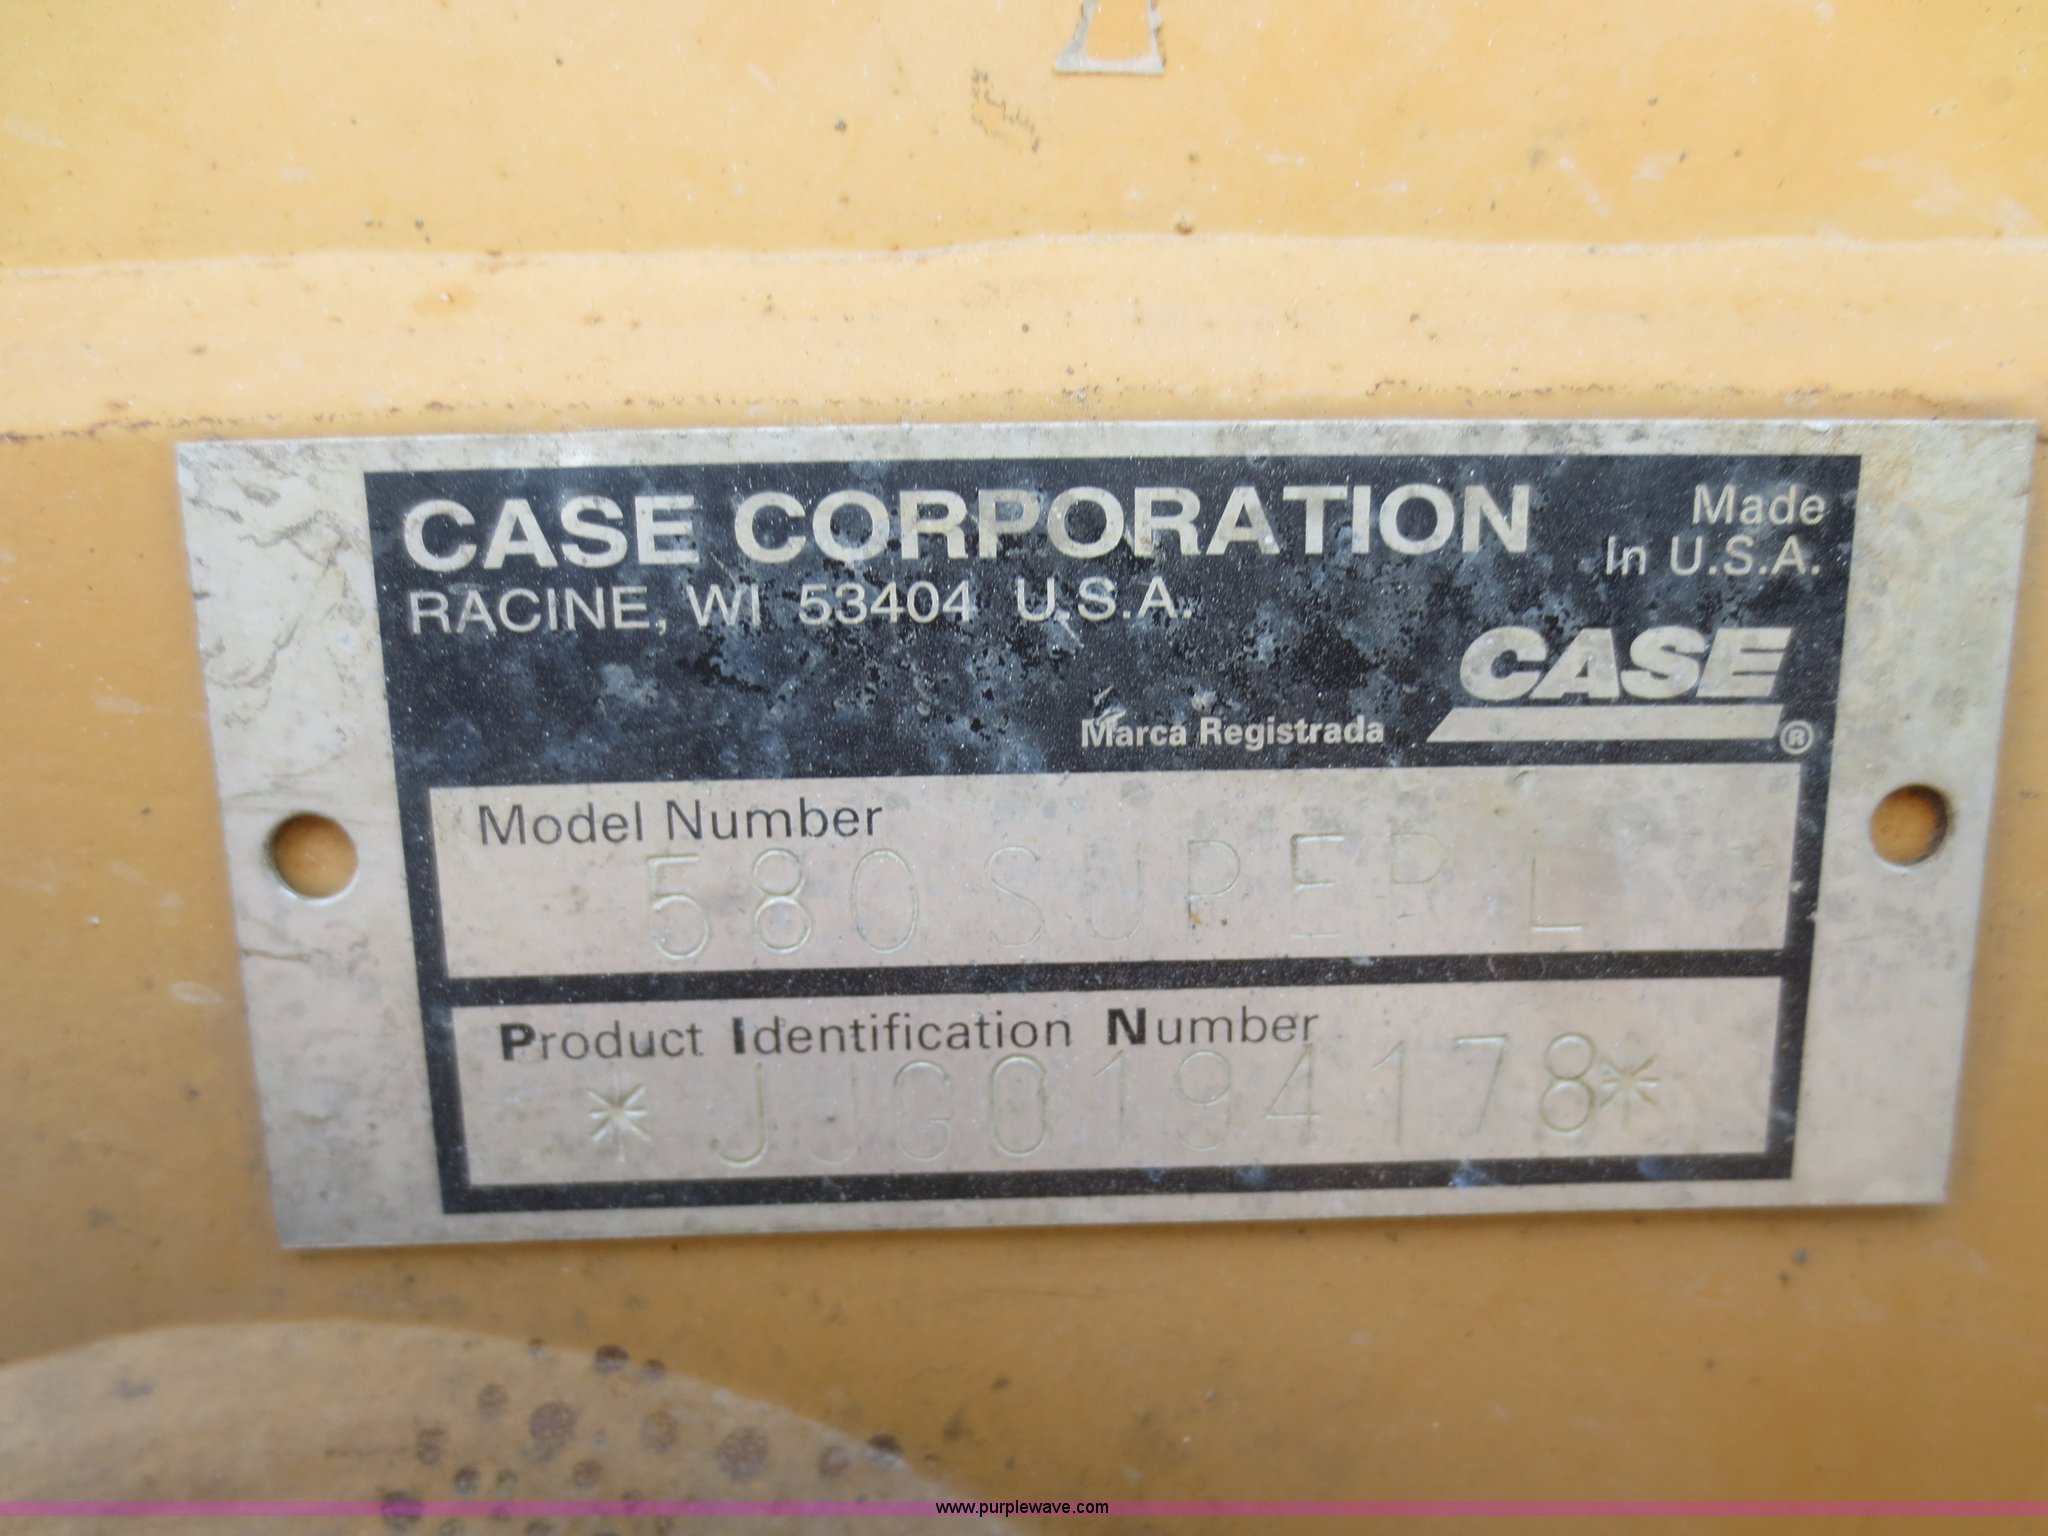 CASE CORPORATION
Made
In U.S.A.
RACINE, WI 53404 U.S.A.
CASE
Marca Registrada ®
Model Number
580 SUPER L
Product Identification Number
*JJG0194178*
www.purplewave.com